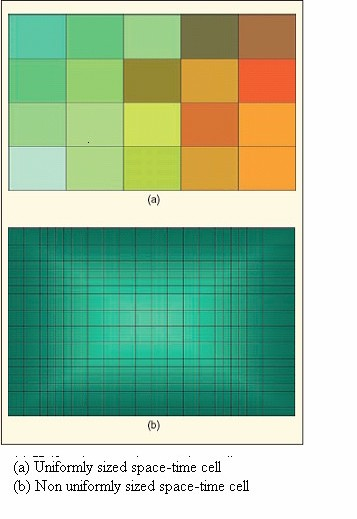 (a)
(b)
(a) Uniformly sized space-time cell
(b) Non uniformly sized space-time cell